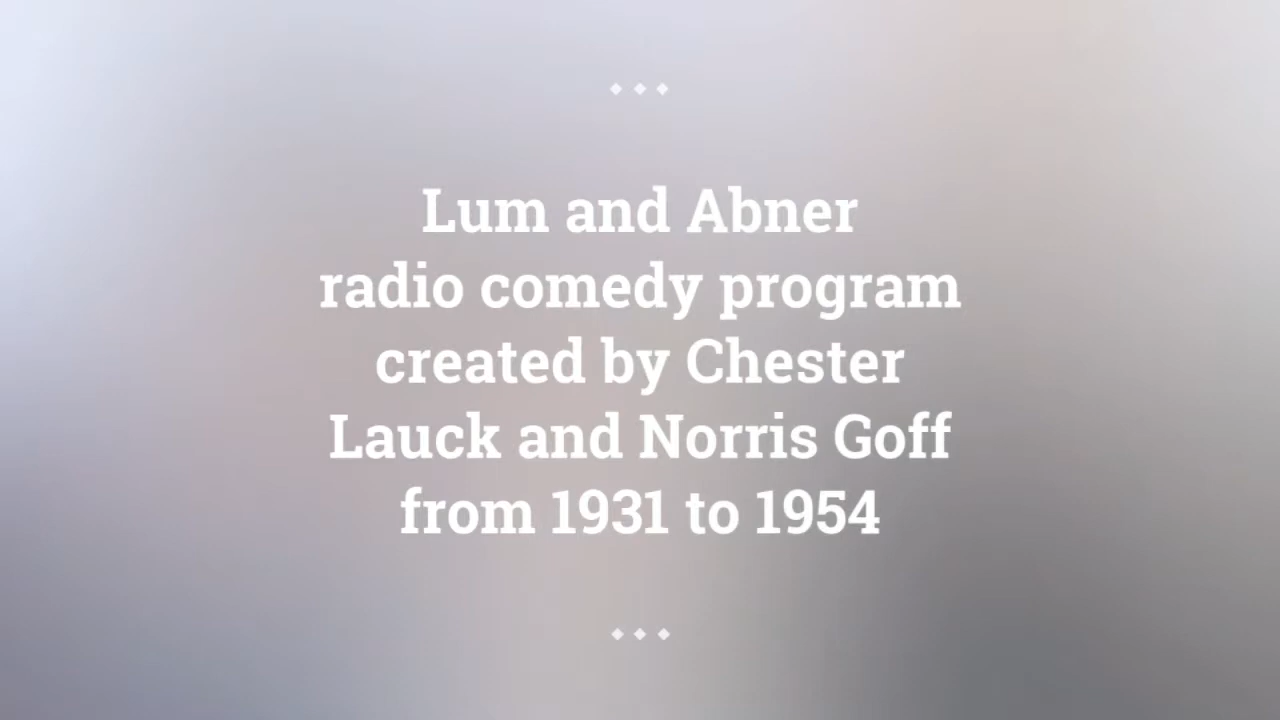 Lum and Abner
radio comedy program
created by Chester
Lauck and Norris Goff
from 1931 to 1954